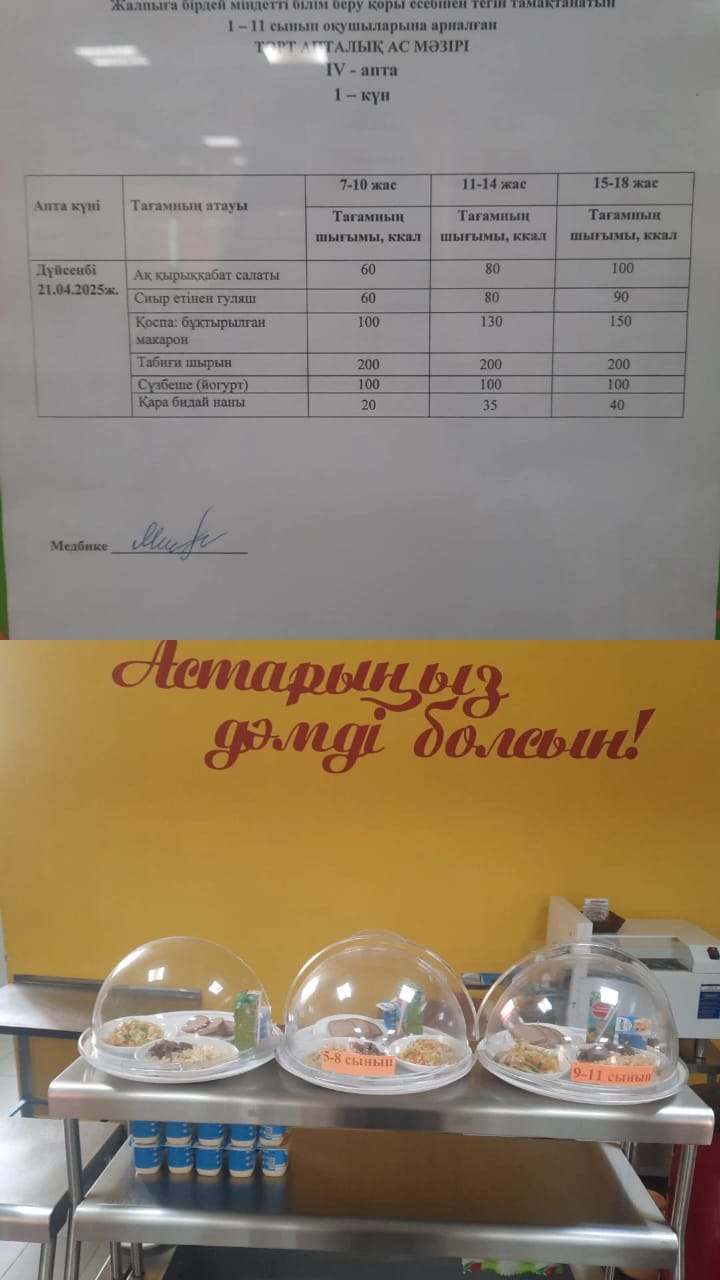 Жалпыға бірдей міндетті білім беру қоры есебінен тегін тамақтанатын
1 – 11 сынып оқушыларына арналған
ТӨРТ АПТАЛЫҚ АС МӘЗІРІ
IV - апта
1 – күн
Апта күні Тағамның атауы 7-10 жас 11-14 жас 15-18 жас
Тағамның шығымы, ккал Тағамның шығымы, ккал Тағамның шығымы, ккал
Дүйсенбі 21.04.2025ж. Ақ қырыққабат салаты 60 80 100
Сиыр етінен гуляш 60 80 90
Қоспа: бұқтырылған макарон 100 130 150
Табиғи шырын 200 200 200
Сүзбеше (йогурт) 100 100 100
Қара бидай наны 20 35 40
Медбике
Астарыңыз
дәмді болсын!
5-8 сынып
9-11 сынып